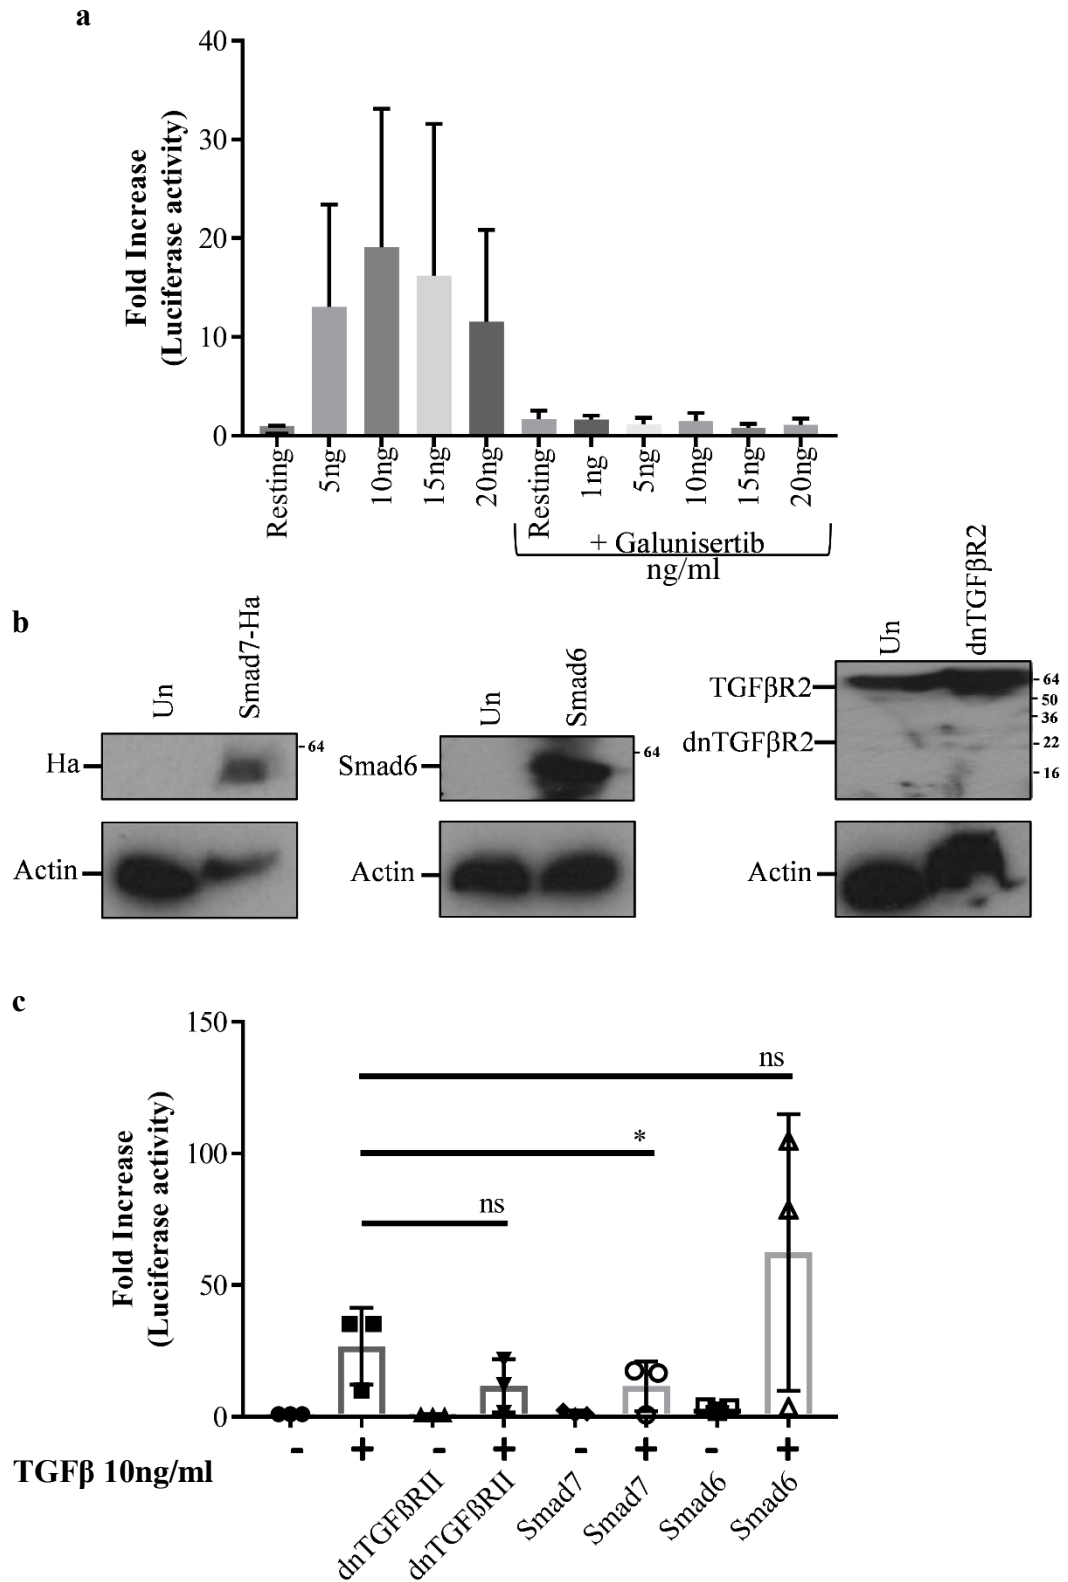 a
40
30
20
10
0
Fold Increase
(Luciferase activity)
Resting
5ng
10ng
15ng
20ng
Resting
1ng
5ng
10ng
15ng
20ng
+ Galunisertib
ng/ml
b
Un
Smad7-Ha
Ha
64
Actin
Un
Smad6
Smad6
64
Actin
Un
dnTGFβR2
TGFβR2
dnTGFβR2
64
50
36
22
16
Actin
c
150
100
50
0
Fold Increase
(Luciferase activity)
ns
*
ns
- + - + - + - +
TGFβ 10ng/ml
dnTGFßRII
dnTGFßRII
Smad7
Smad7
Smad6
Smad6